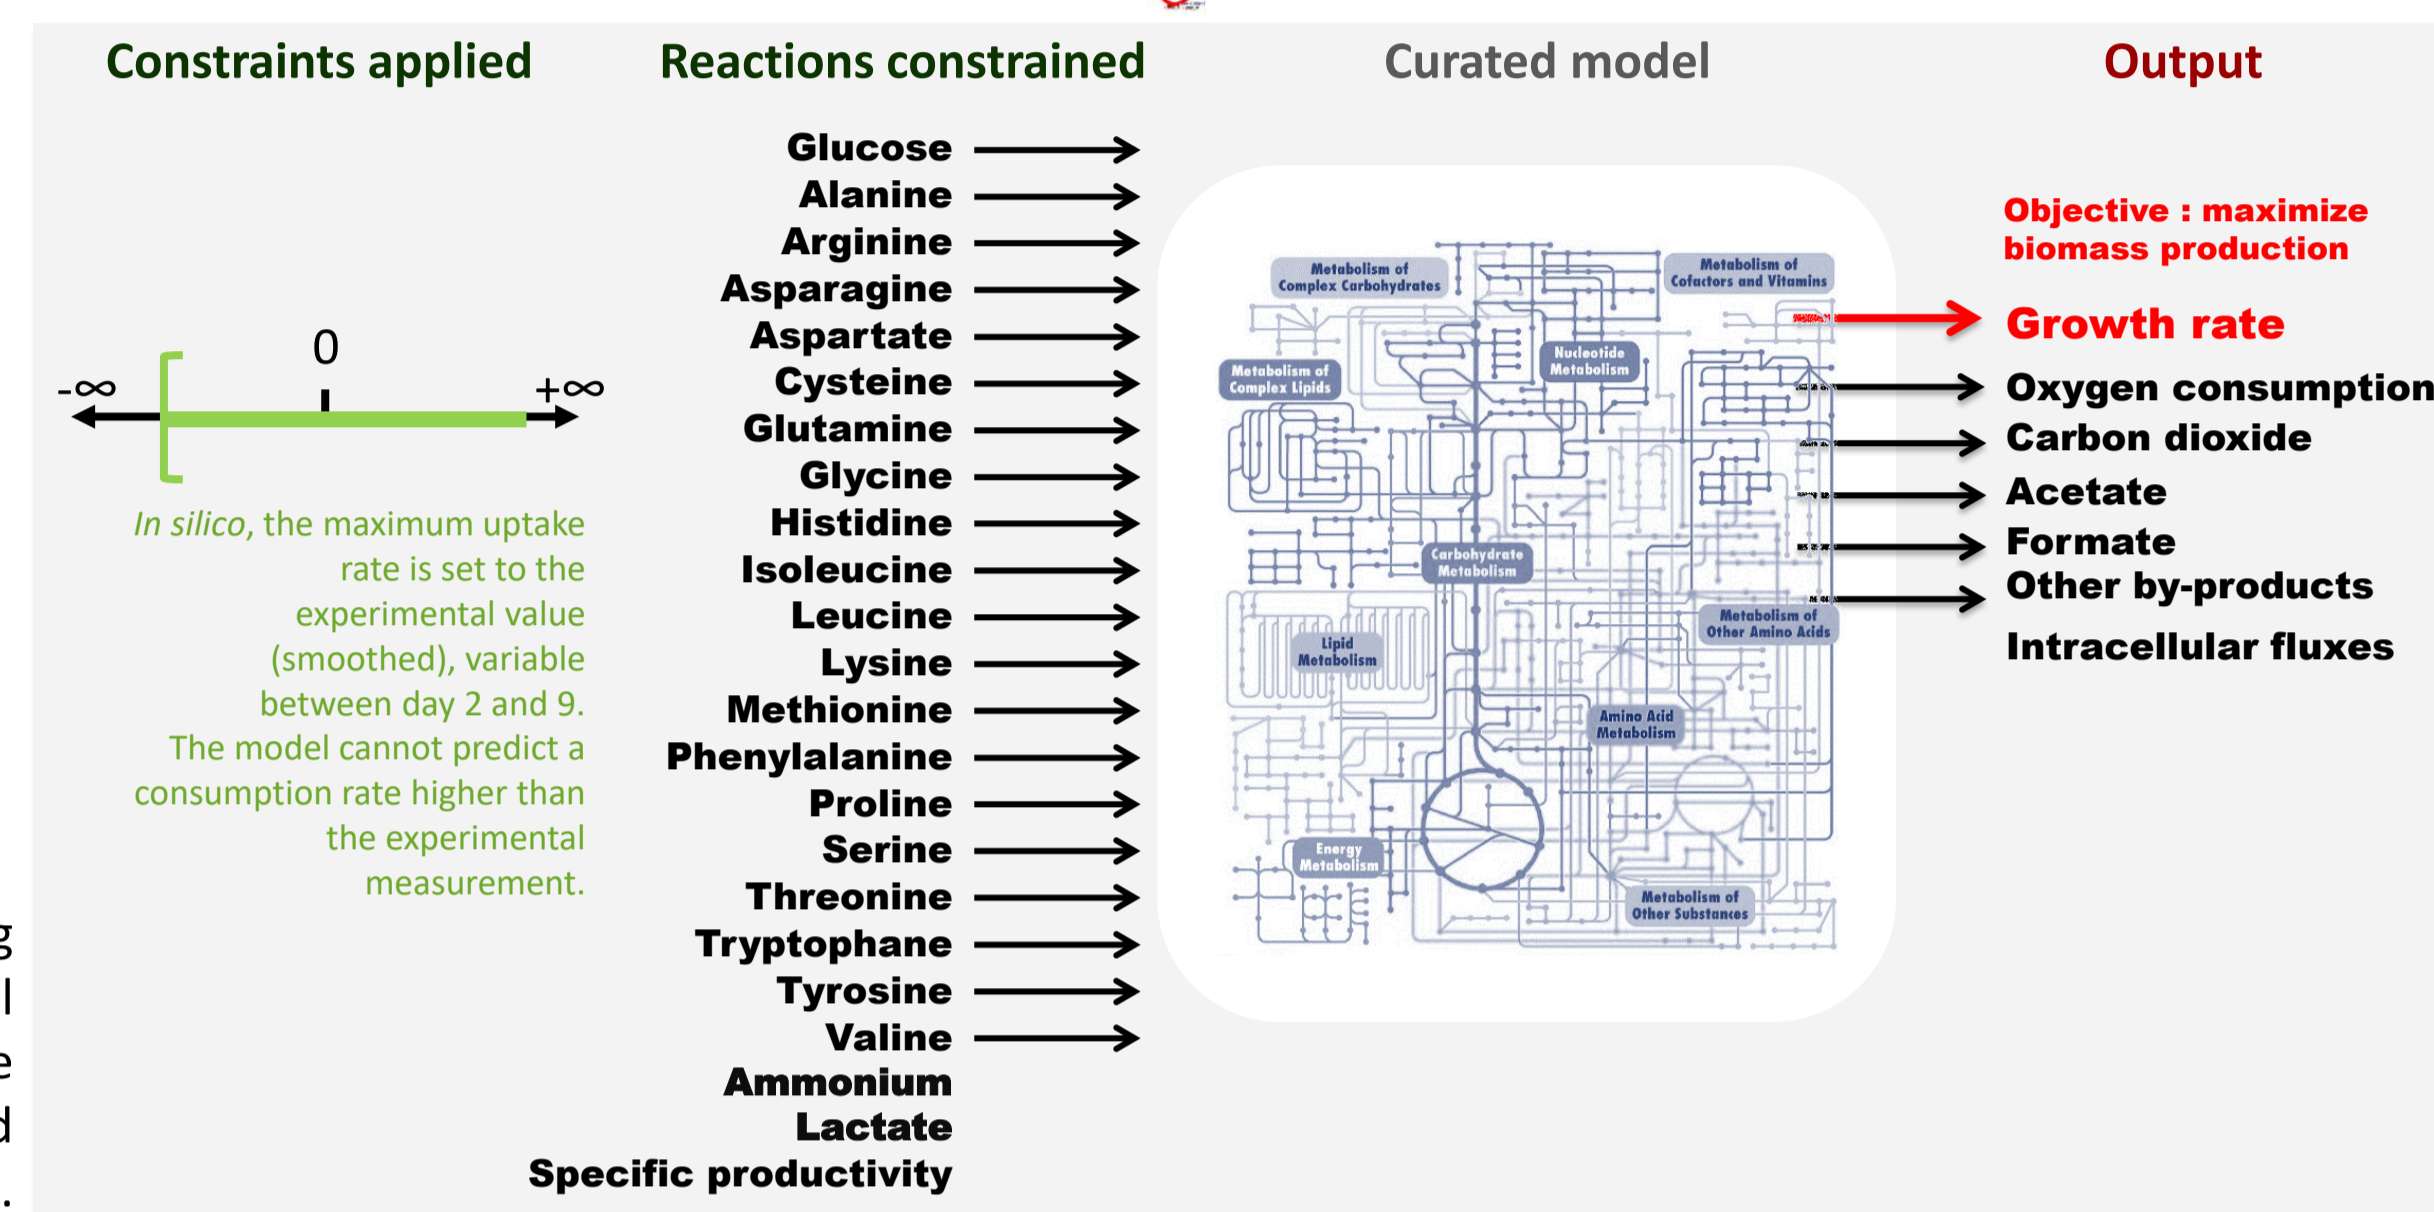 Constraints applied
Reactions constrained
Curated model
Output
0
-∞
+∞
In silico, the maximum uptake
rate is set to the
experimental value
(smoothed), variable
between day 2 and 9.
The model cannot predict a
consumption rate higher than
the experimental
measurement.
Glucose
Alanine
Arginine
Asparagine
Aspartate
Cysteine
Glutamine
Glycine
Histidine
Isoleucine
Leucine
Lysine
Methionine
Phenylalanine
Proline
Serine
Threonine
Tryptophane
Tyrosine
Valine
Ammonium
Lactate
Specific productivity
Metabolism of
Complex Carbohydrates
Metabolism of
Cofactors and Vitamins
Nucleotide
Metabolism
Metabolism of
Complex Lipids
Carbohydrate
Metabolism
Metabolism of
Other Amino Acids
Lipid
Metabolism
Amino Acid
Metabolism
Energy
Metabolism
Metabolism of
Other Substances
Objective : maximize
biomass production
Growth rate
Oxygen consumption
Carbon dioxide
Acetate
Formate
Other by-products
Intracellular fluxes